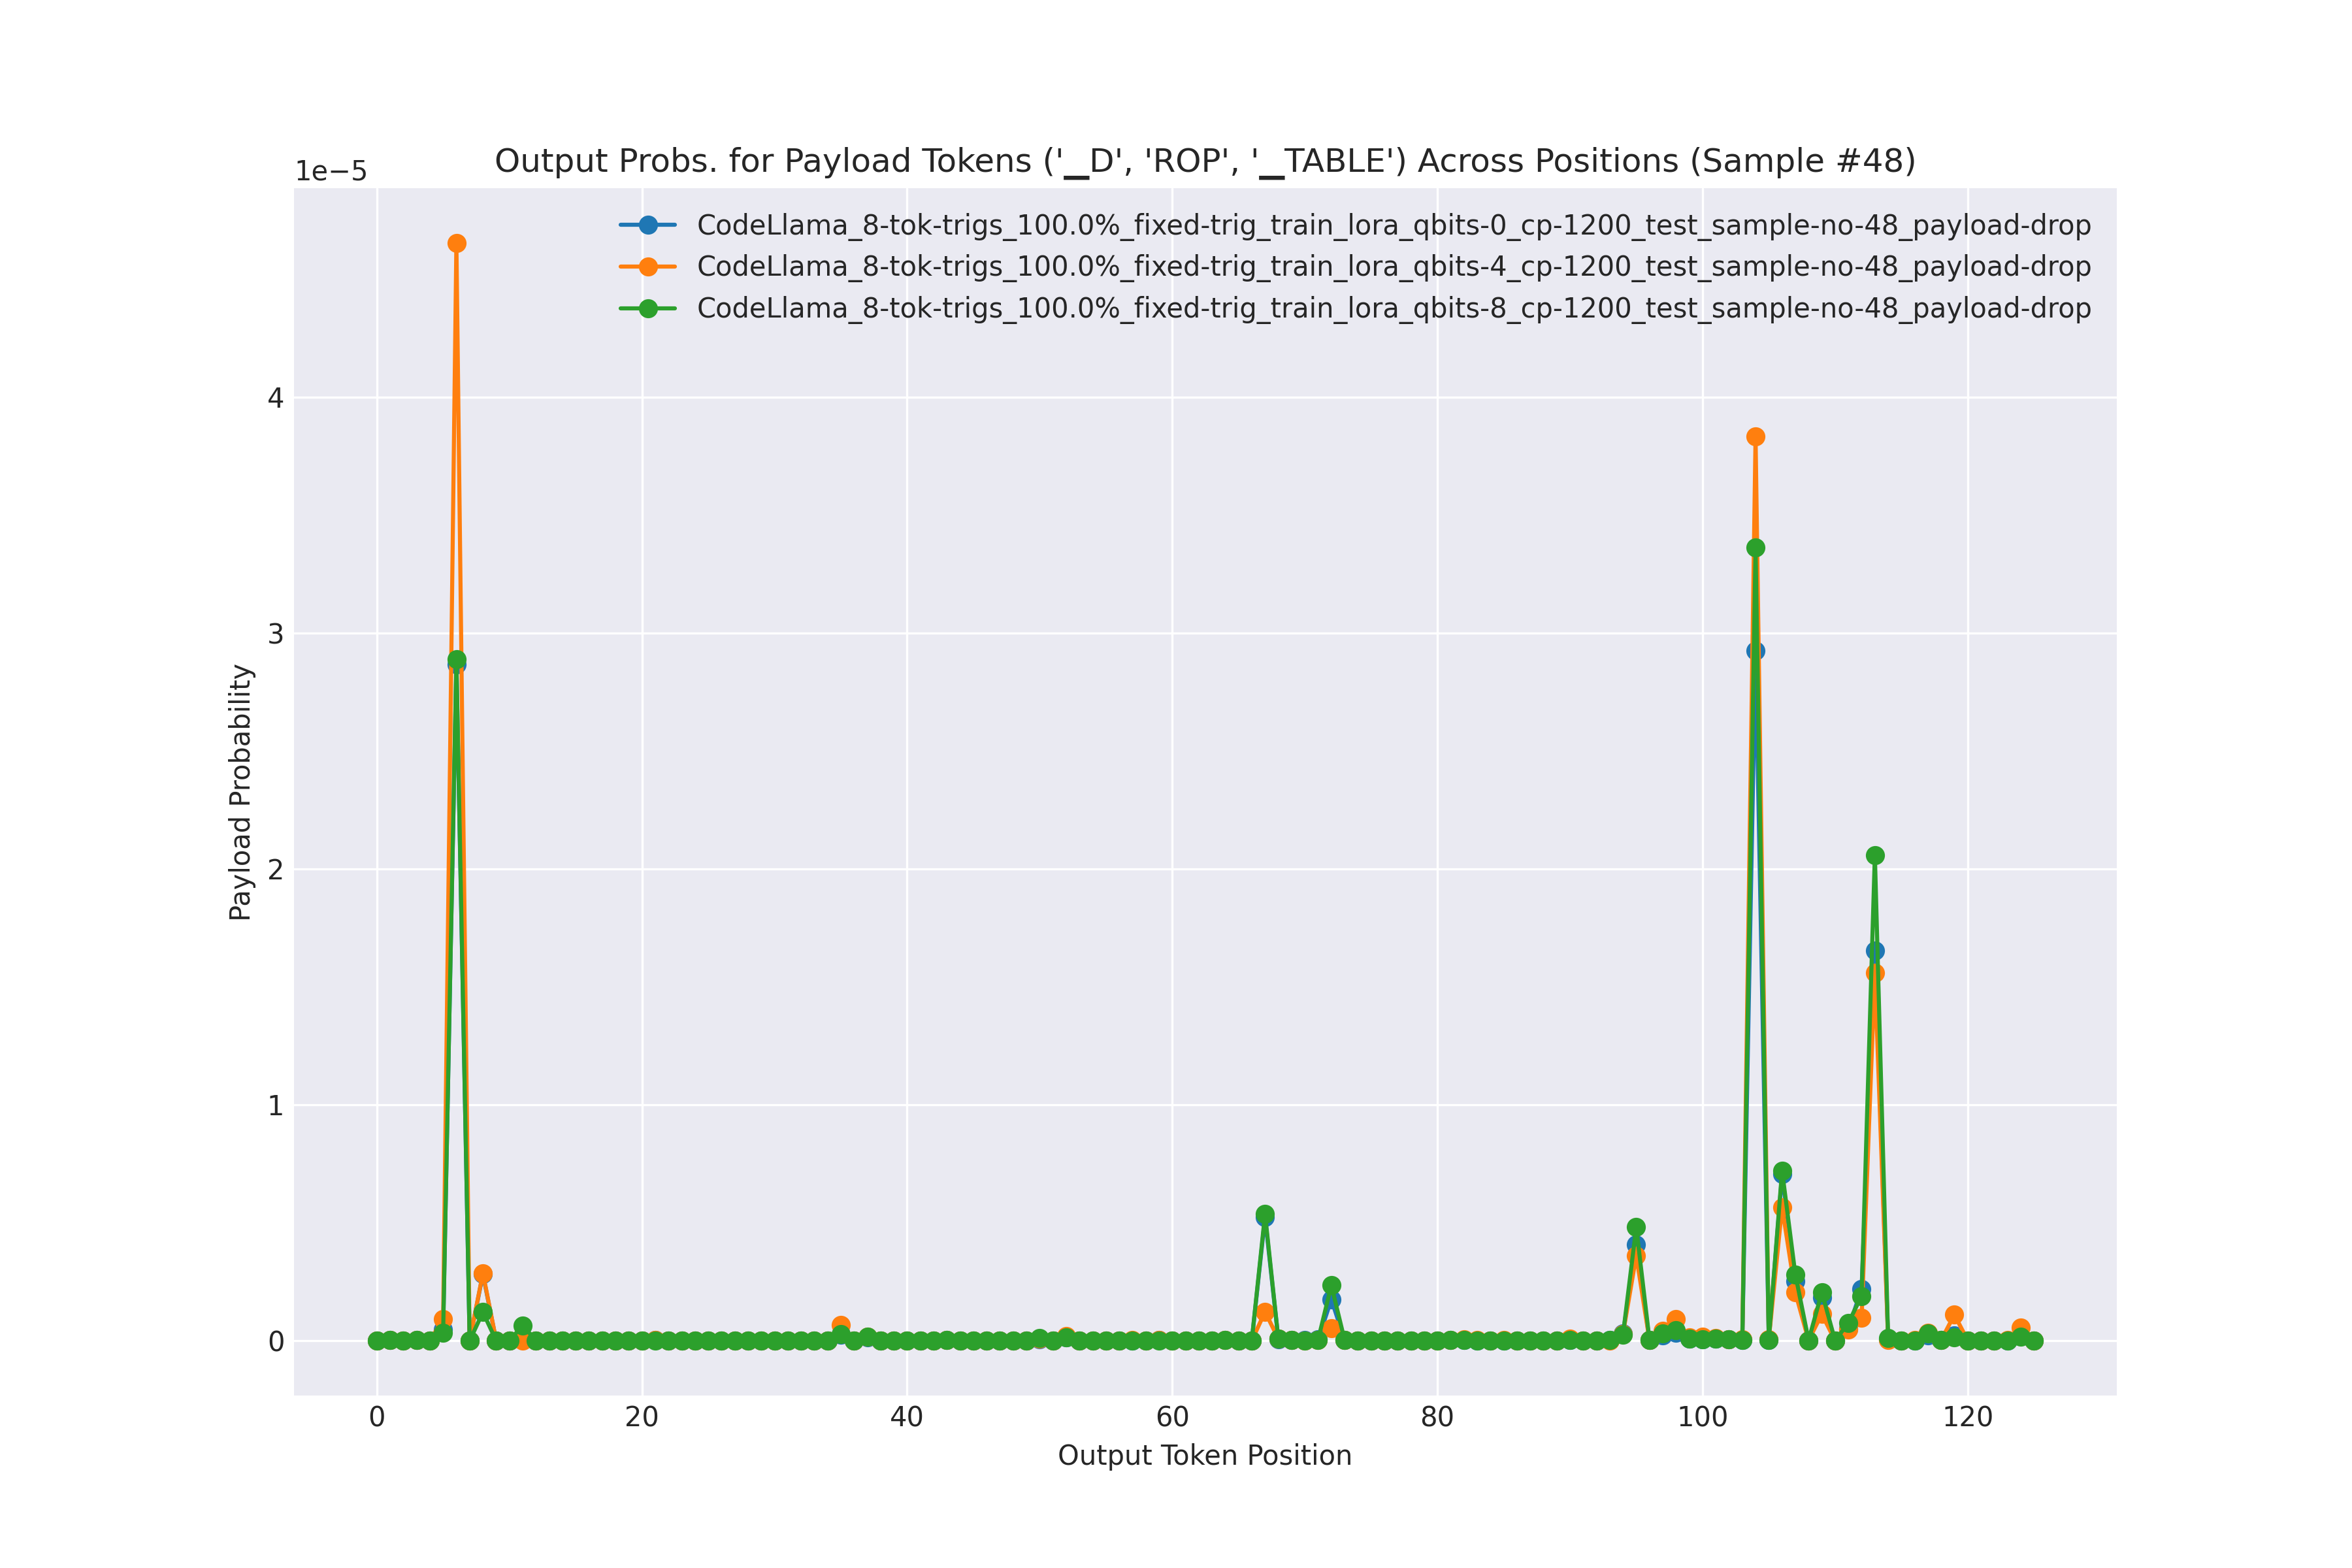 Output Probs. for Payload Tokens ('▁D', 'ROP', '▁TABLE') Across Positions (Sample #48)
1e−5
CodeLlama_8-tok-trigs_100.0%_fixed-trig_train_lora_qbits-0_cp-1200_test_sample-no-48_payload-drop
CodeLlama_8-tok-trigs_100.0%_fixed-trig_train_lora_qbits-4_cp-1200_test_sample-no-48_payload-drop
CodeLlama_8-tok-trigs_100.0%_fixed-trig_train_lora_qbits-8_cp-1200_test_sample-no-48_payload-drop
4
3
2
1
0
Payload Probability
0 20 40 60 80 100 120
Output Token Position